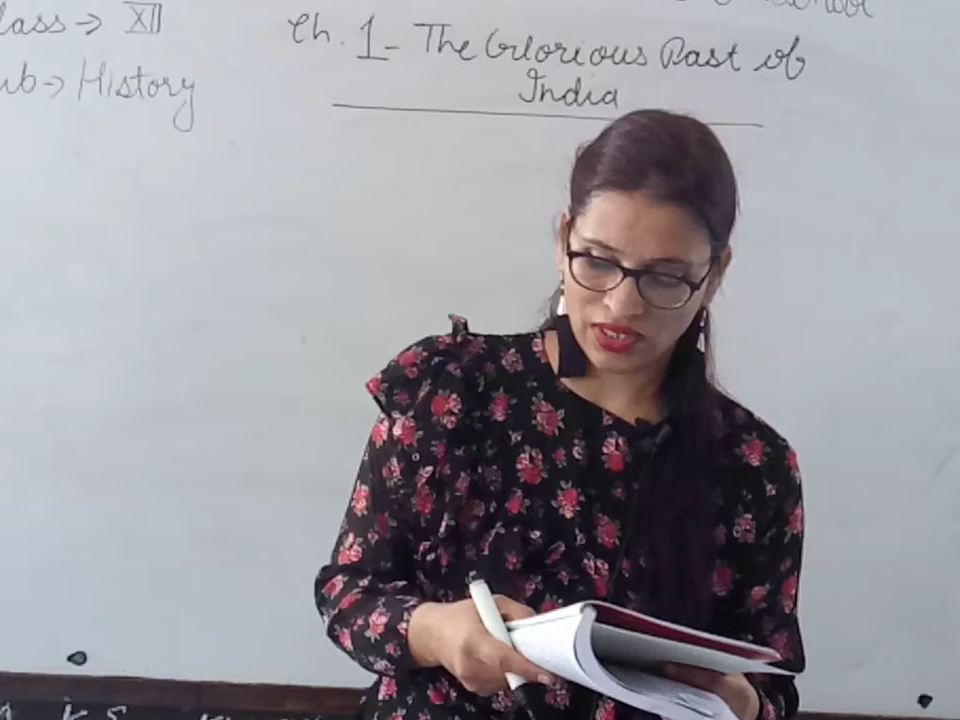 lass → XII
Ch. 1- The Glorious Past of
India
ub → History